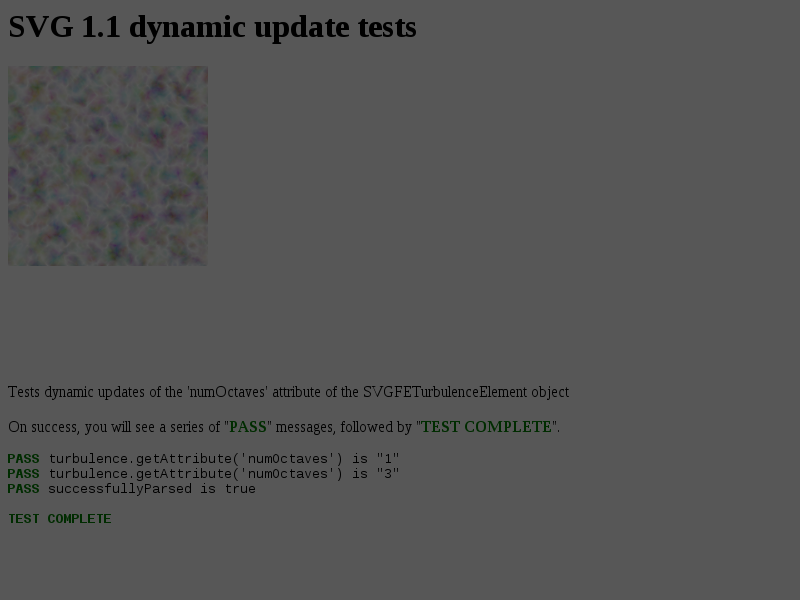 SVG 1.1 dynamic update tests
Tests dynamic updates of the 'numOctaves' attribute of the SVGFETurbulenceElement object
On success, you will see a series of "PASS" messages, followed by "TEST COMPLETE".
PASS turbulence.getAttribute('numOctaves') is "1"
PASS turbulence.getAttribute('numOctaves') is "3"
PASS successfullyParsed is true
TEST COMPLETE